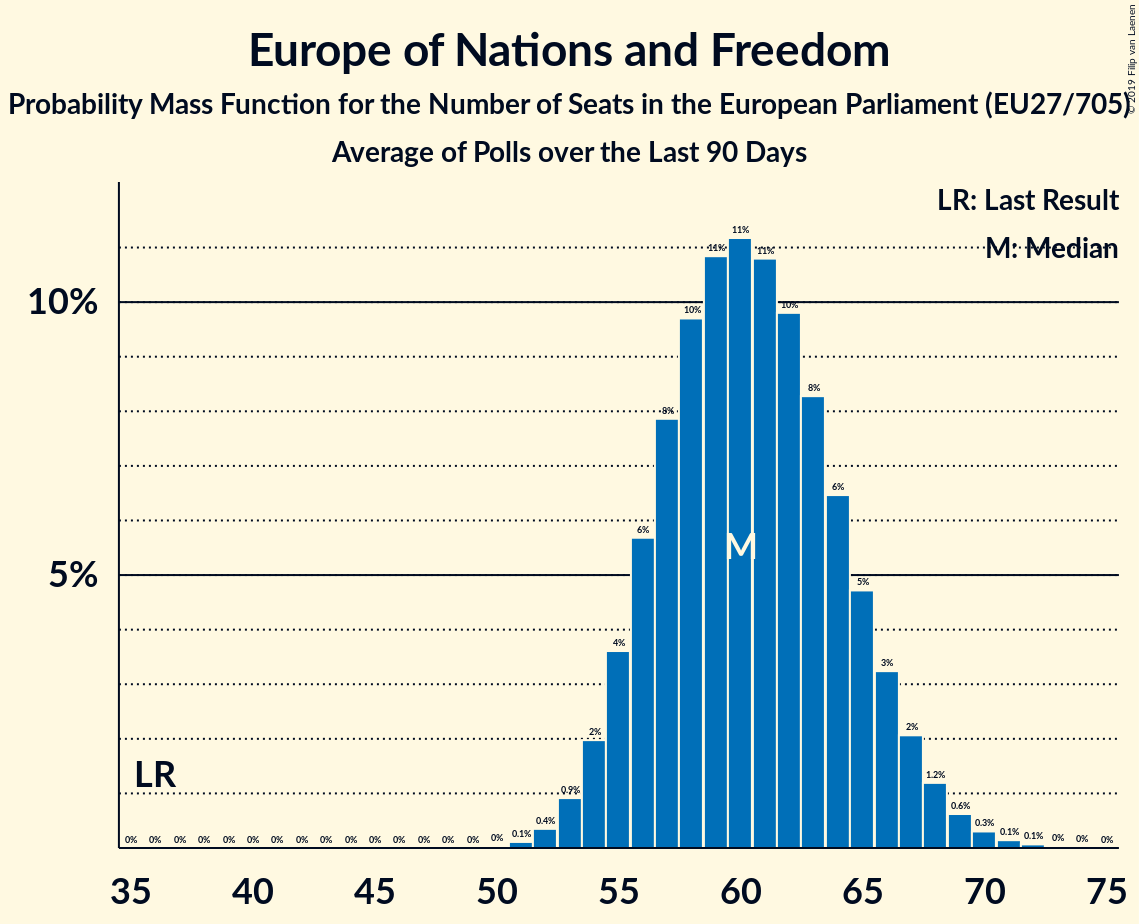 Europe of Nations and Freedom
Probability Mass Function for the Number of Seats in the European Parliament (EU27/705)
Average of Polls over the Last 90 Days
© 2019 Filip van Laenen
LR: Last Result
M: Median
10%
5%
LR
M
0% 0% 0% 0% 0% 0% 0% 0% 0% 0% 0% 0% 0% 0% 0% 0% 0.1% 0.4% 0.9% 2% 4% 6% 8% 10% 11% 11% 11% 10% 8% 6% 5% 3% 2% 1.2% 0.6% 0.3% 0.1% 0.1% 0% 0% 0%
35 40 45 50 55 60 65 70 75